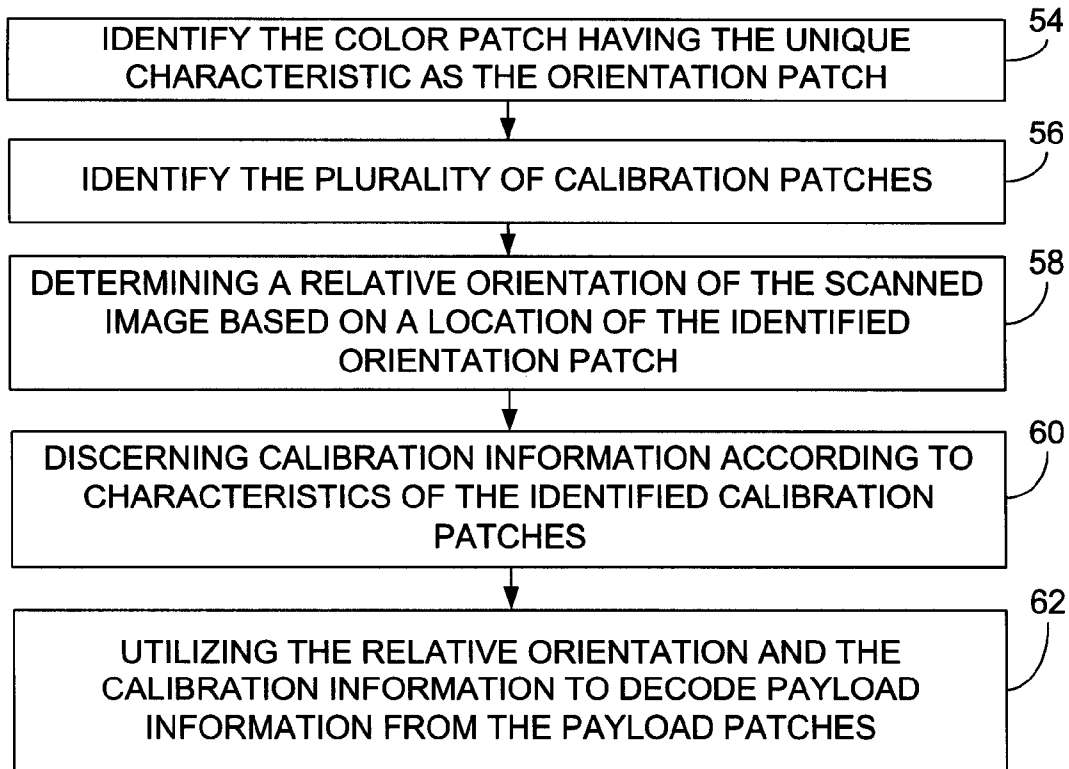 54
IDENTIFY THE COLOR PATCH HAVING THE UNIQUE
CHARACTERISTIC AS THE ORIENTATION PATCH
56
IDENTIFY THE PLURALITY OF CALIBRATION PATCHES
58
DETERMINING A RELATIVE ORIENTATION OF THE SCANNED
IMAGE BASED ON A LOCATION OF THE IDENTIFIED
ORIENTATION PATCH
60
DISCERNING CALIBRATION INFORMATION ACCORDING TO
CHARACTERISTICS OF THE IDENTIFIED CALIBRATION
PATCHES
62
UTILIZING THE RELATIVE ORIENTATION AND THE
CALIBRATION INFORMATION TO DECODE PAYLOAD
INFORMATION FROM THE PAYLOAD PATCHES